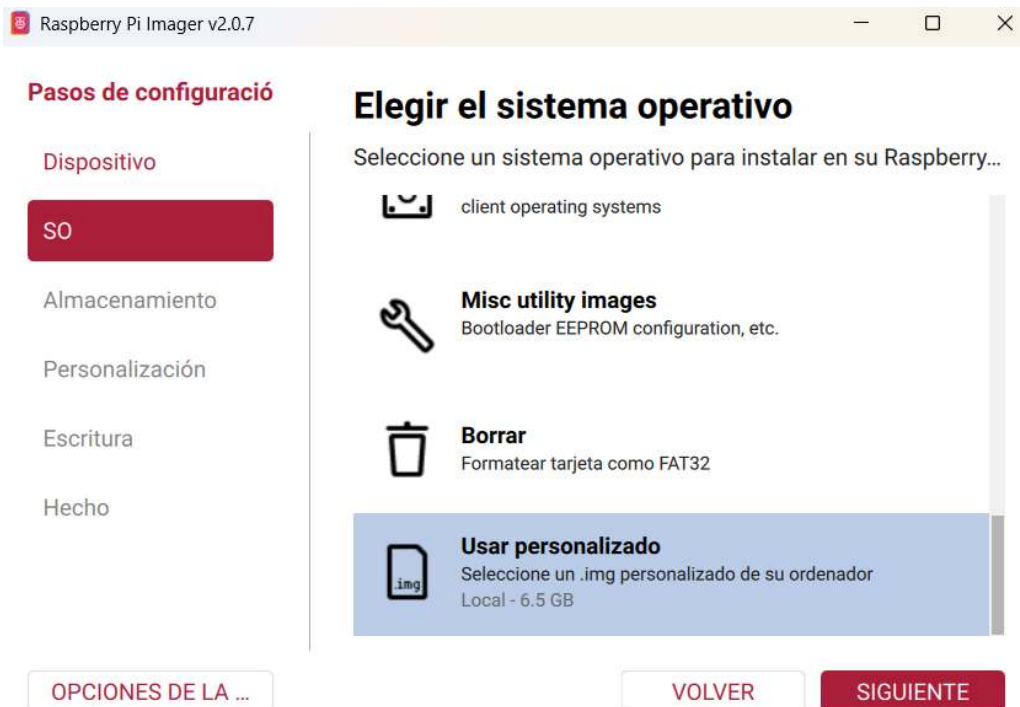 Raspberry Pi Imager v2.0.7
Pasos de configuració
Dispositivo
SO
Almacenamiento
Personalización
Escritura
Hecho
OPCIONES DE LA ...
Elegir el sistema operativo
Seleccione un sistema operativo para instalar en su Raspberry...
client operating systems
Misc utility images
Bootloader EEPROM configuration, etc.
Borrar
Formatear tarjeta como FAT32
.img
Usar personalizado
Seleccione un .img personalizado de su ordenador
Local - 6.5 GB
VOLVER
SIGUIENTE